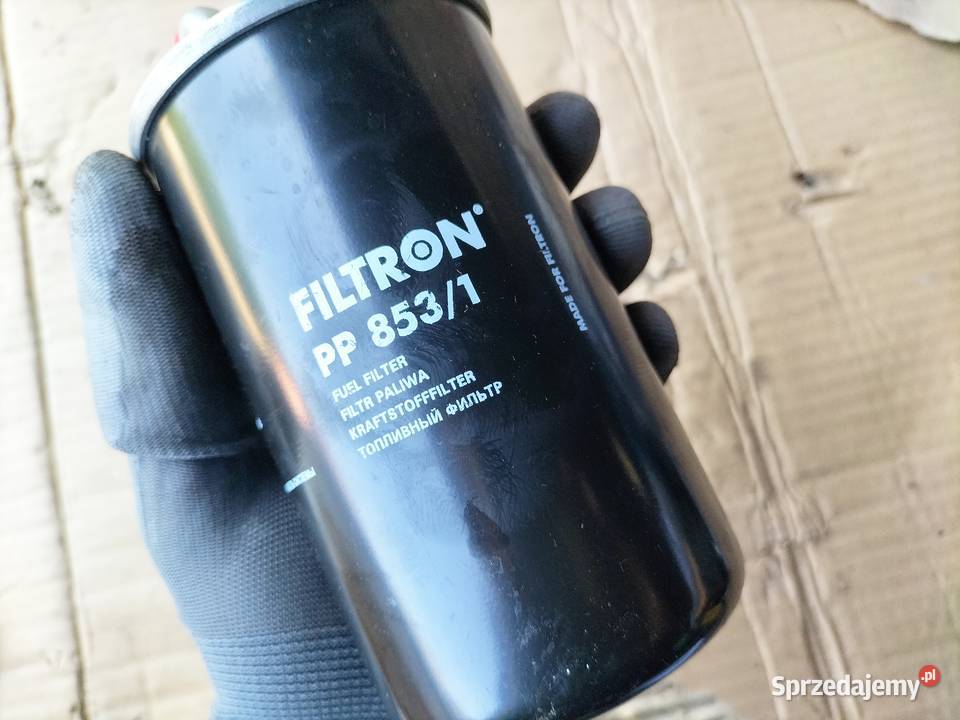 FILTRON®
PP 853/1
FUEL FILTER
FILTR PALIWA
KRAFTSTOFFFILTER
ТОПЛИВНЫЙ ФИЛЬТР
MADE FOR FILTRON
Sprzedajemy.pl